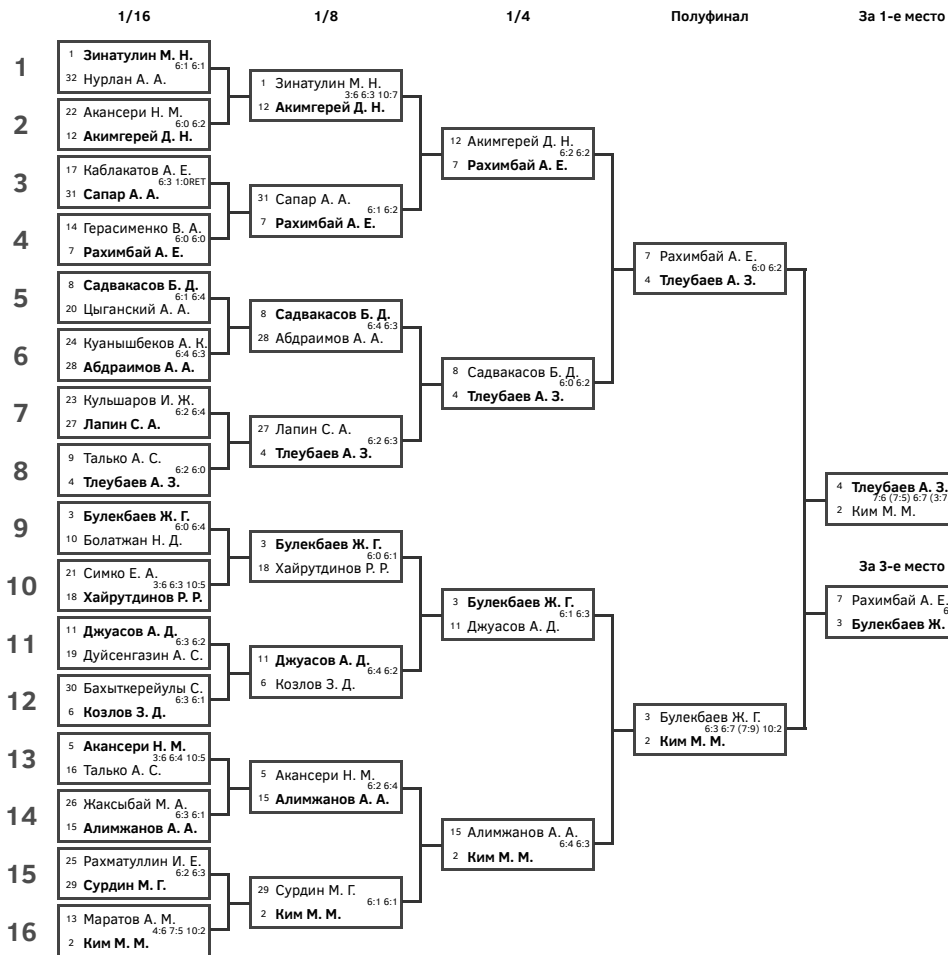 1/16
1/8
1/4
Полуфинал
За 1-е место
1
1 Зинатулин М. Н.
6:1 6:1
32 Нурлан А. А.
2
22 Акансери Н. М.
6:0 6:2
12 Акимгерей Д. Н.
3
17 Каблакатов А. Е.
6:3 1:0RET
31 Сапар А. А.
4
14 Герасименко В. А.
6:0 6:0
7 Рахимбай А. Е.
5
8 Садвакасов Б. Д.
6:1 6:4
20 Цыганский А. А.
6
24 Куанышбеков А. К.
6:4 6:3
28 Абдраимов А. А.
7
23 Кульшаров И. Ж.
6:2 6:4
27 Лапин С. А.
8
9 Талько А. С.
6:2 6:0
4 Тлеубаев А. З.
9
3 Булекбаев Ж. Г.
6:0 6:4
10 Болатжан Н. Д.
10
21 Симко Е. А.
3:6 6:3 10:5
18 Хайрутдинов Р. Р.
11
11 Джуасов А. Д.
6:3 6:2
19 Дуйсенгазин А. С.
12
30 Бахыткерейулы С.
6:3 6:1
6 Козлов З. Д.
13
5 Акансери Н. М.
3:6 6:4 10:5
16 Талько А. С.
14
26 Жаксыбай М. А.
6:3 6:1
15 Алимжанов А. А.
15
25 Рахматуллин И. Е.
6:2 6:3
29 Сурдин М. Г.
16
13 Маратов А. М.
4:6 7:5 10:2
2 Ким М. М.
1 Зинатулин М. Н.
3:6 6:3 10:7
12 Акимгерей Д. Н.
31 Сапар А. А.
6:1 6:2
7 Рахимбай А. Е.
8 Садвакасов Б. Д.
6:4 6:3
28 Абдраимов А. А.
27 Лапин С. А.
6:2 6:3
4 Тлеубаев А. З.
3 Булекбаев Ж. Г.
6:0 6:1
18 Хайрутдинов Р. Р.
11 Джуасов А. Д.
6:4 6:2
6 Козлов З. Д.
5 Акансери Н. М.
6:2 6:4
15 Алимжанов А. А.
29 Сурдин М. Г.
6:1 6:1
2 Ким М. М.
12 Акимгерей Д. Н.
6:2 6:2
7 Рахимбай А. Е.
8 Садвакасов Б. Д.
6:0 6:2
4 Тлеубаев А. З.
3 Булекбаев Ж. Г.
6:1 6:3
11 Джуасов А. Д.
15 Алимжанов А. А.
6:4 6:3
2 Ким М. М.
7 Рахимбай А. Е.
6:0 6:2
4 Тлеубаев А. З.
3 Булекбаев Ж. Г.
6:3 6:7 (7:9) 10:2
2 Ким М. М.
4 Тлеубаев А. З.
7:6 (7:5) 6:7 (3:7
2 Ким М. М.
За 3-е место
7 Рахимбай А. Е.
6
3 Булекбаев Ж.